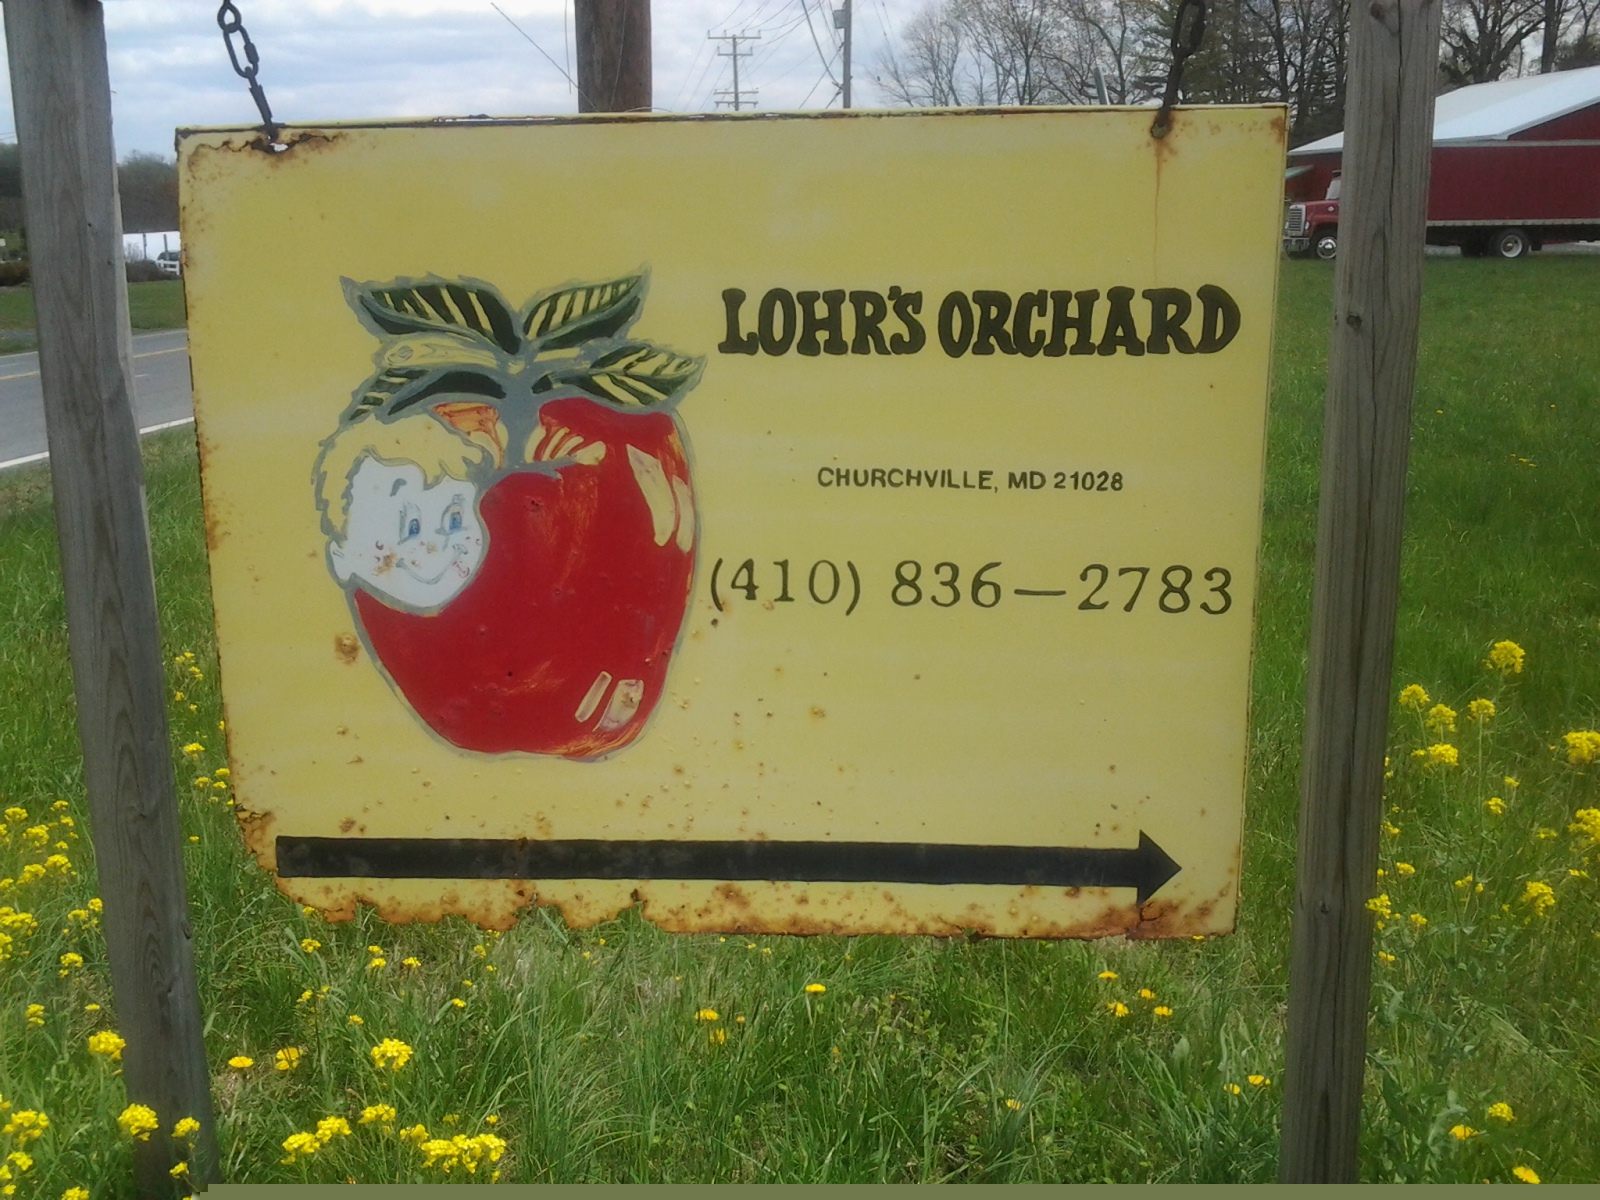 LOHR'S ORCHARD
CHURCHVILLE, MD 21028
(410) 836-2783